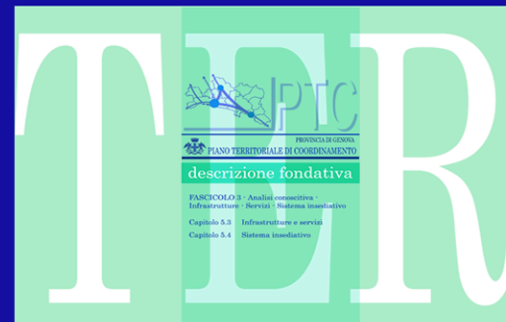 TER
PTC
PROVINCIA DI GENOVA
PIANO TERRITORIALE DI COORDINAMENTO
descrizione fondativa
FASCICOLO 3 - Analisi conoscitiva -
Infrastrutture - Servizi - Sistema insediativo
Capitolo 5.3 Infrastrutture e servizi
Capitolo 5.4 Sistema insediativo